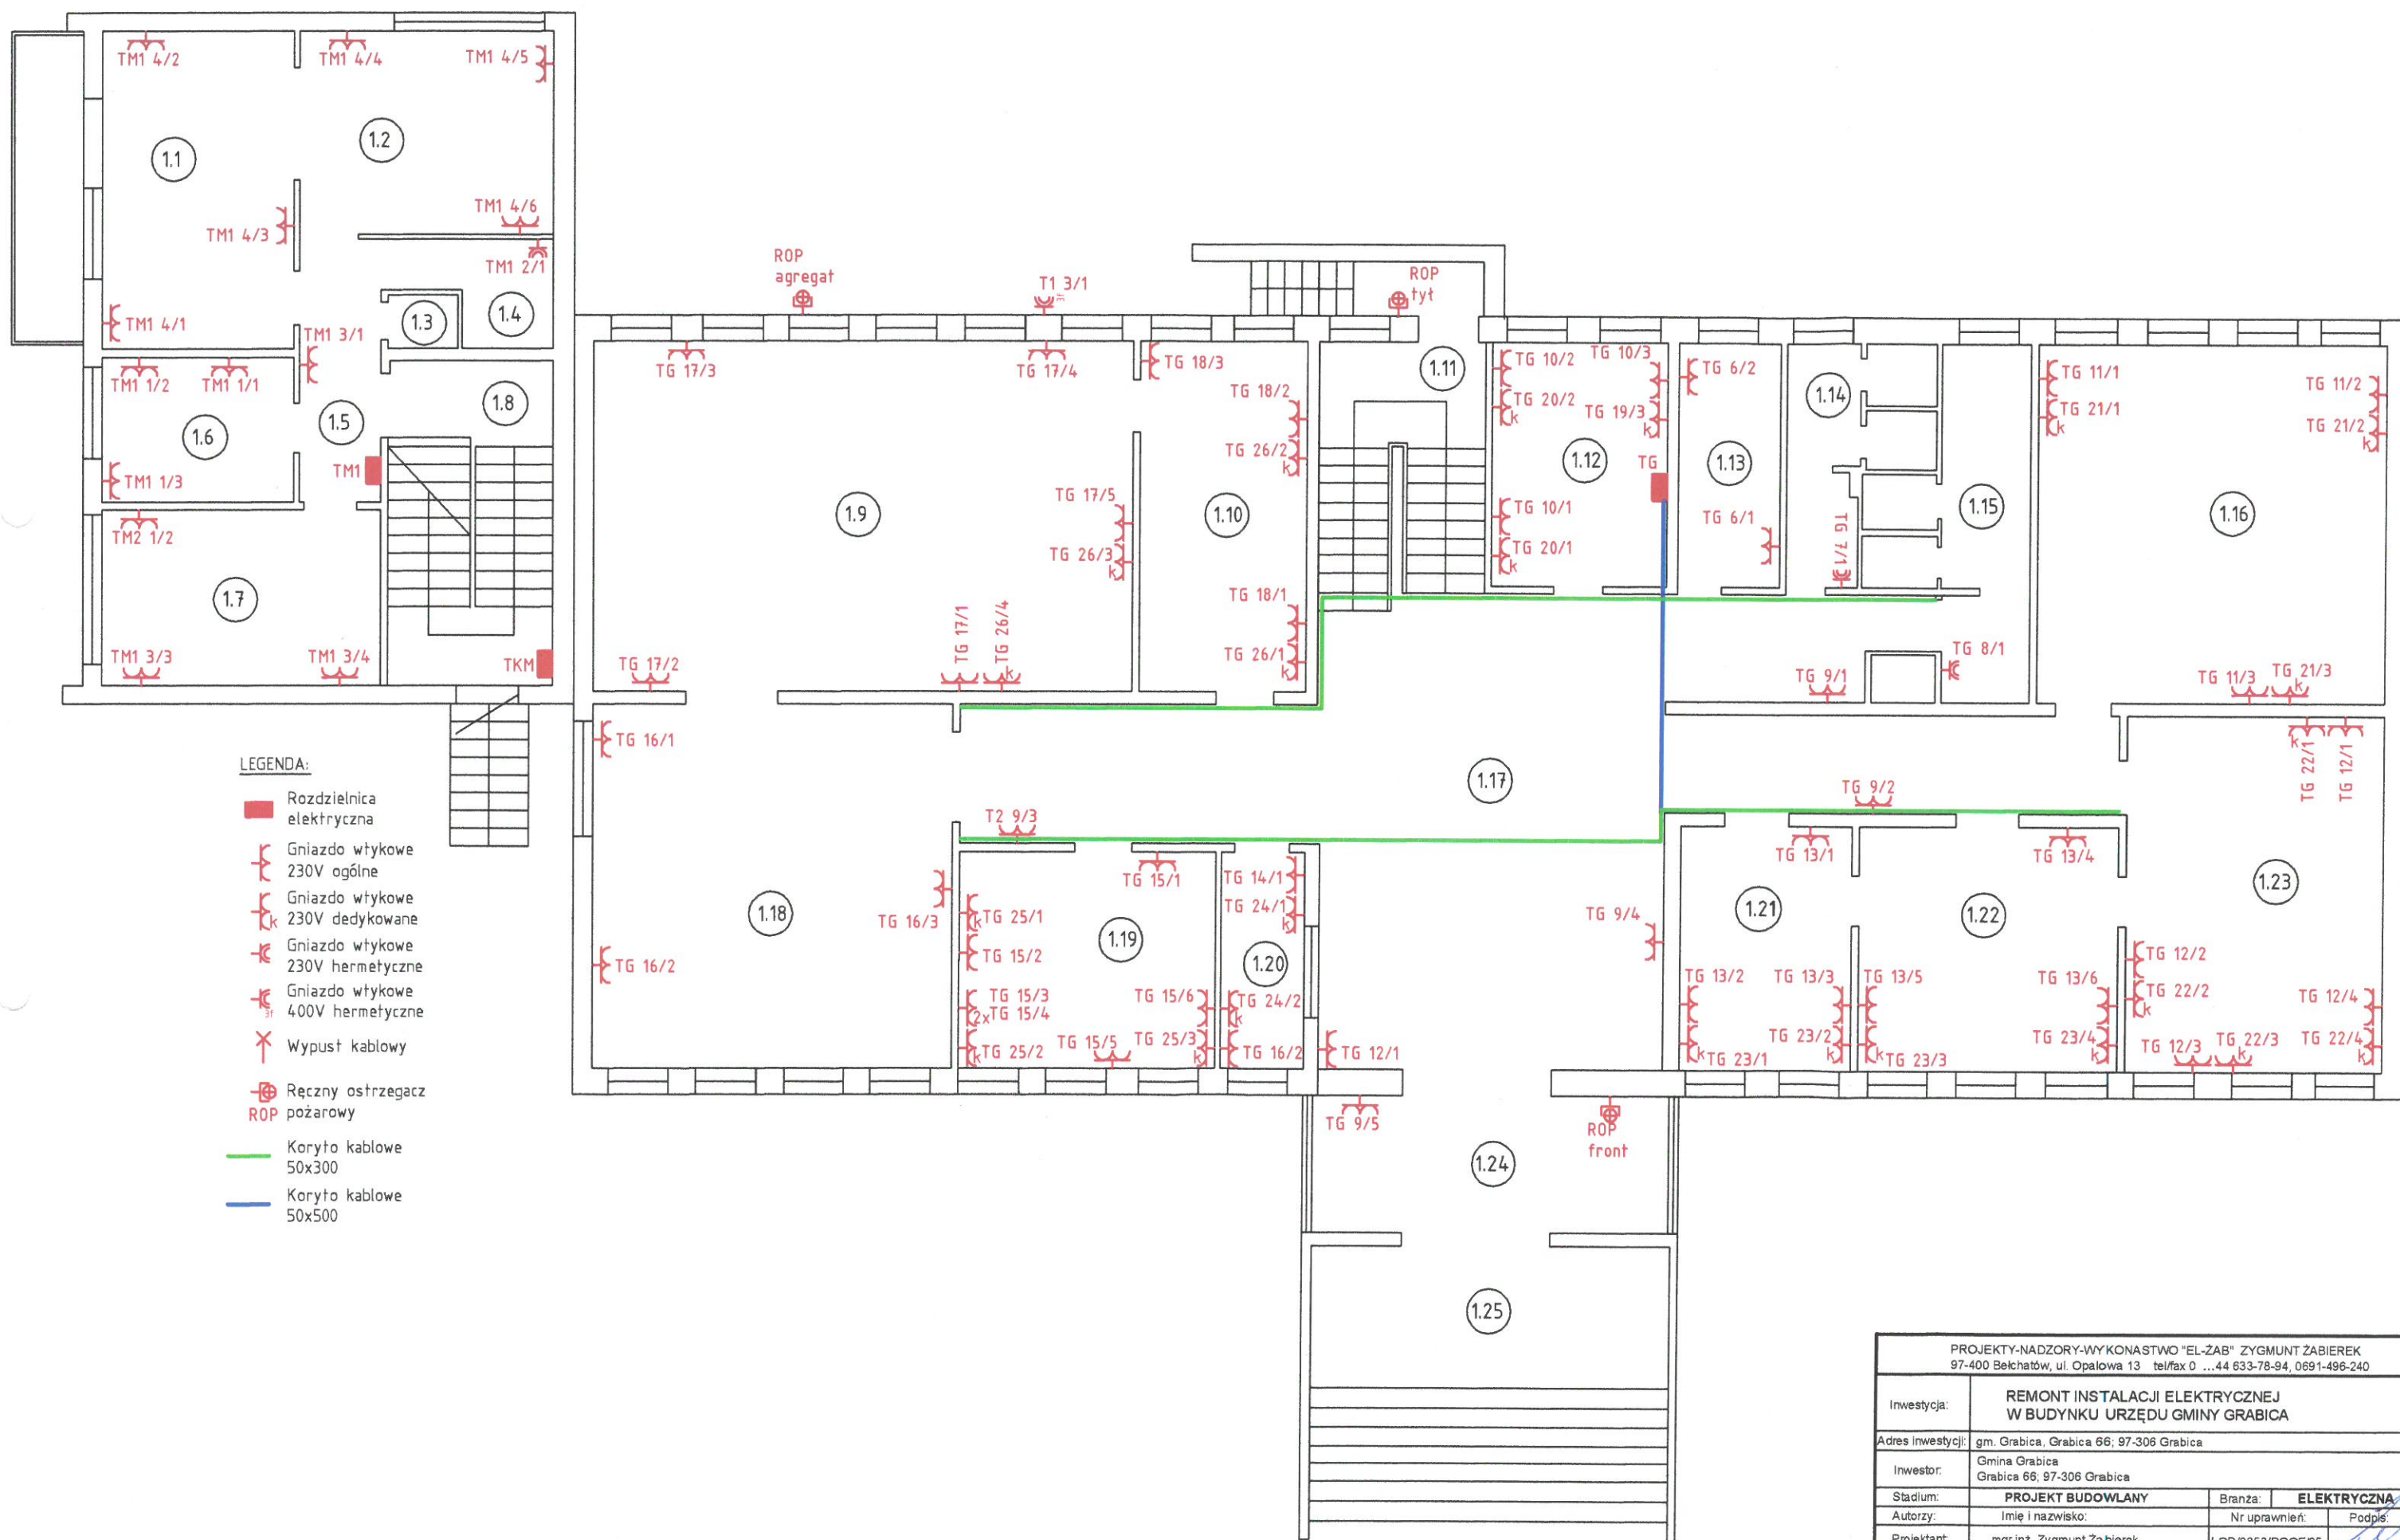 TM1 4/2
TM1 4/4
TM1 4/5
1.1
1.2
TM1 4/3
TM1 4/6
TM1 2/1
TM1 4/1
TM1 3/1
1.3
1.4
TM1 1/2
TM1 1/1
1.5
1.8
1.6
TM1
TM1 1/3
TM2 1/2
1.7
TM1 3/3
TM1 3/4
TKM
ROP
agregat
T1 3/1
3f
ROP
tył
TG 17/3
TG 17/4
TG 18/3
TG 18/2
TG 26/2
k
1.9
1.10
TG 17/5
TG 26/3
k
TG 18/1
TG 26/1
k
TG 17/2
TG 17/1
TG 26/4
k
1.11
TG 10/2
TG 10/3
TG 20/2
k
TG 19/3
k
1.12
TG
TG 10/1
TG 20/1
k
TG 6/2
1.13
TG 6/1
1.14
TG 7/1
1.15
TG 8/1
TG 9/1
TG 11/1
TG 21/1
k
TG 11/2
TG 21/2
k
1.16
TG 11/3
TG 21/3
k
TG 16/1
1.17
T2 9/3
TG 9/2
1.18
TG 16/3
TG 16/2
TG 15/1
TG 25/1
k
TG 15/2
1.19
TG 15/3
2xTG 15/4
TG 25/2
k
TG 15/5
TG 15/6
TG 25/3
k
TG 14/1
TG 24/1
k
1.20
TG 24/2
k
TG 16/2
TG 12/1
TG 9/4
TG 13/1
1.21
TG 13/2
TG 13/3
TG 23/2
k
k
TG 23/1
TG 13/4
1.22
TG 13/5
TG 13/6
TG 23/4
k
k
TG 23/3
TG 22/1
k
TG 12/1
1.23
TG 12/2
TG 22/2
k
TG 12/3
TG 22/3
k
TG 12/4
TG 22/4
k
TG 9/5
ROP
front
1.24
1.25
LEGENDA:
Rozdzielnica
elektryczna
Gniazdo wtykowe
230V ogólne
Gniazdo wtykowe
k 230V dedykowane
Gniazdo wtykowe
230V hermetyczne
Gniazdo wtykowe
3f 400V hermetyczne
Wypust kablowy
Ręczny ostrzegacz
ROP pożarowy
Koryto kablowe
50x300
Koryto kablowe
50x500
PROJEKTY-NADZORY-WYKONASTWO "EL-ŻAB" ZYGMUNT ŻABIEREK
97-400 Bełchatów, ul. Opalowa 13 tel/fax 0 ...44 633-78-94, 0691-496-240
Inwestycja: REMONT INSTALACJI ELEKTRYCZNEJ
W BUDYNKU URZĘDU GMINY GRABICA
Adres inwestycji: gm. Grabica, Grabica 66; 97-306 Grabica
Inwestor: Gmina Grabica
Grabica 66; 97-306 Grabica
Stadium: PROJEKT BUDOWLANY Branża: ELEKTRYCZNA
Autorzy: Imię i nazwisko: Nr uprawnień: Podpis:
Projektant: mgr inż. Zygmunt Żabierek